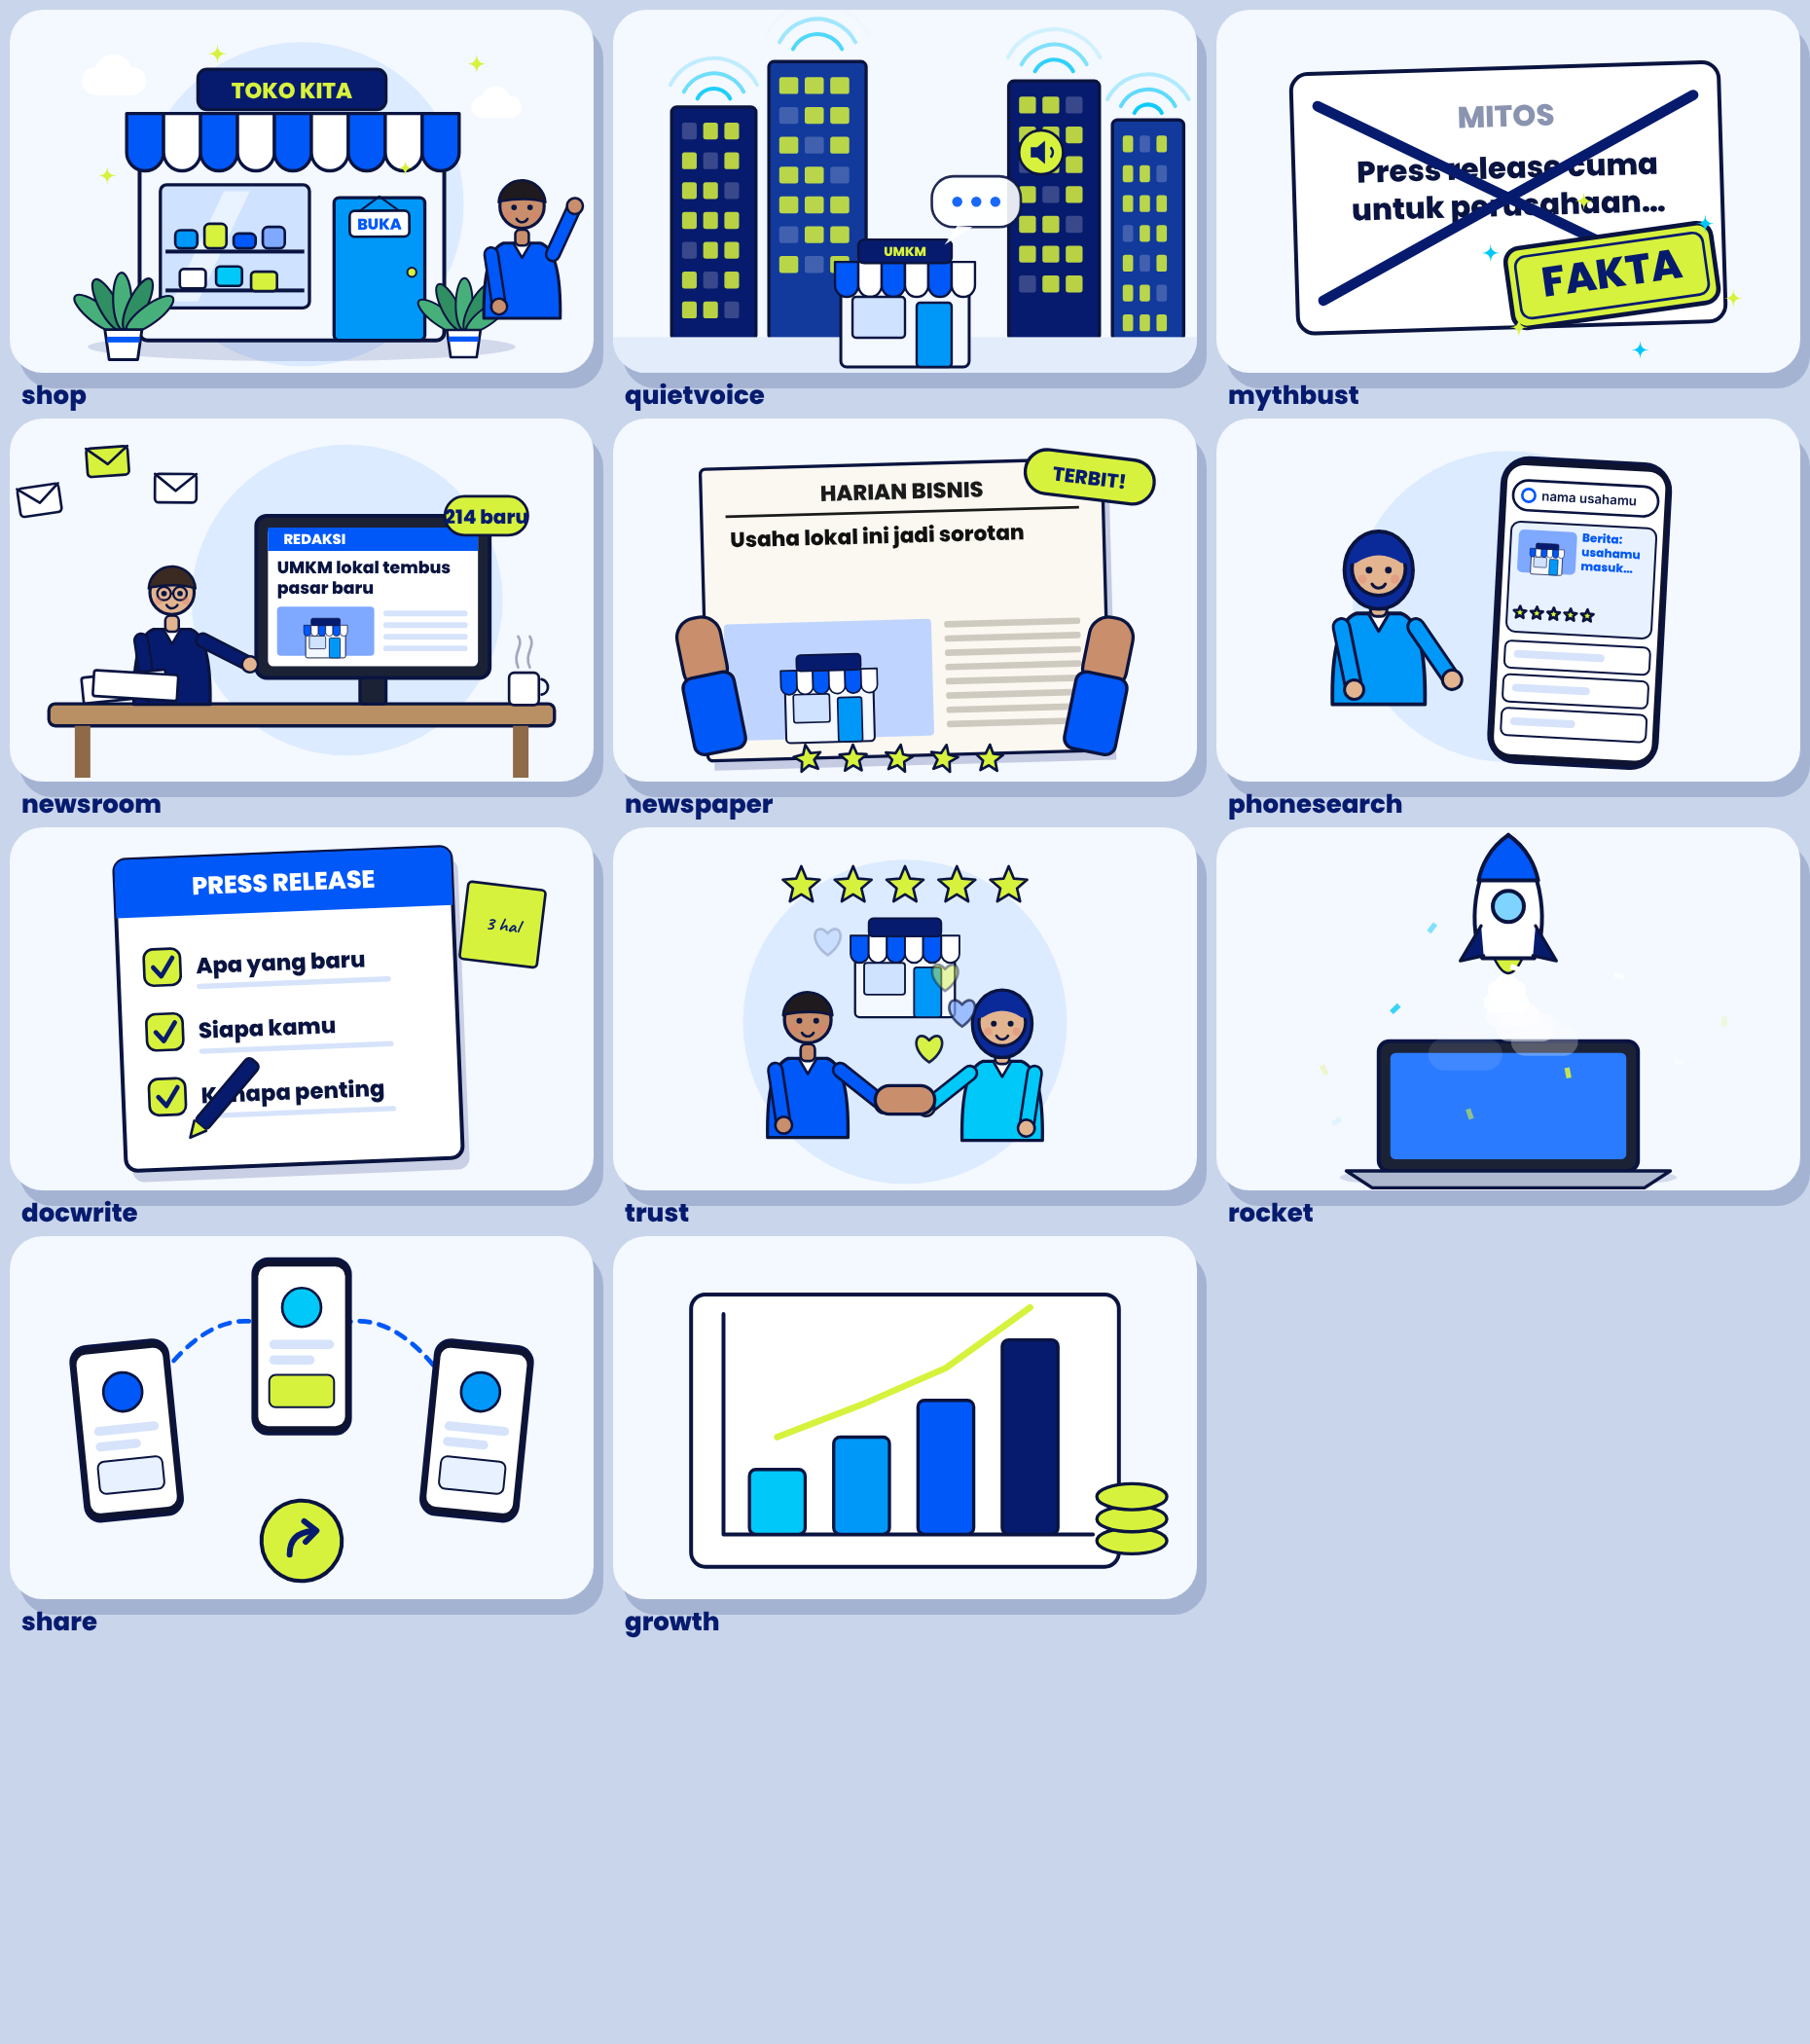 TOKO KITA
BUKA
shop
UMKM
quietvoice
MITOS
Press release cuma
untuk perusahaan...
FAKTA
mythbust
214 baru
REDAKSI
UMKM lokal tembus
pasar baru
newsroom
TERBIT!
HARIAN BISNIS
Usaha lokal ini jadi sorotan
newspaper
nama usahamu
Berita:
usahamu
masuk...
phonesearch
PRESS RELEASE
3 hal
Apa yang baru
Siapa kamu
Kenapa penting
docwrite
trust
rocket
share
growth